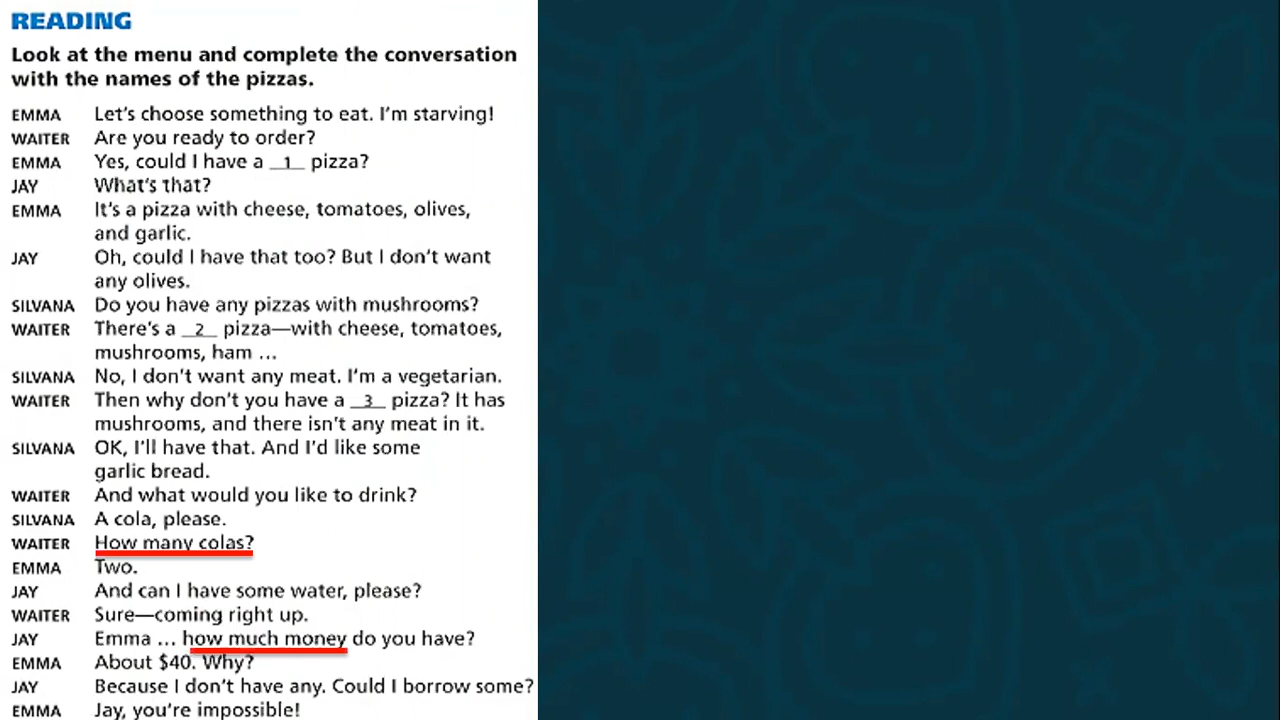 READING
Look at the menu and complete the conversation
with the names of the pizzas.
EMMA Let's choose something to eat. I'm starving!
WAITER Are you ready to order?
EMMA Yes, could I have a __1__ pizza?
JAY What's that?
EMMA It's a pizza with cheese, tomatoes, olives,
and garlic.
JAY Oh, could I have that too? But I don't want
any olives.
SILVANA Do you have any pizzas with mushrooms?
WAITER There's a __2__ pizza—with cheese, tomatoes,
mushrooms, ham ...
SILVANA No, I don't want any meat. I'm a vegetarian.
WAITER Then why don't you have a __3__ pizza? It has
mushrooms, and there isn't any meat in it.
SILVANA OK, I'll have that. And I'd like some
garlic bread.
WAITER And what would you like to drink?
SILVANA A cola, please.
WAITER How many colas?
EMMA Two.
JAY And can I have some water, please?
WAITER Sure—coming right up.
JAY Emma ... how much money do you have?
EMMA About $40. Why?
JAY Because I don't have any. Could I borrow some?
EMMA Jay, you're impossible!